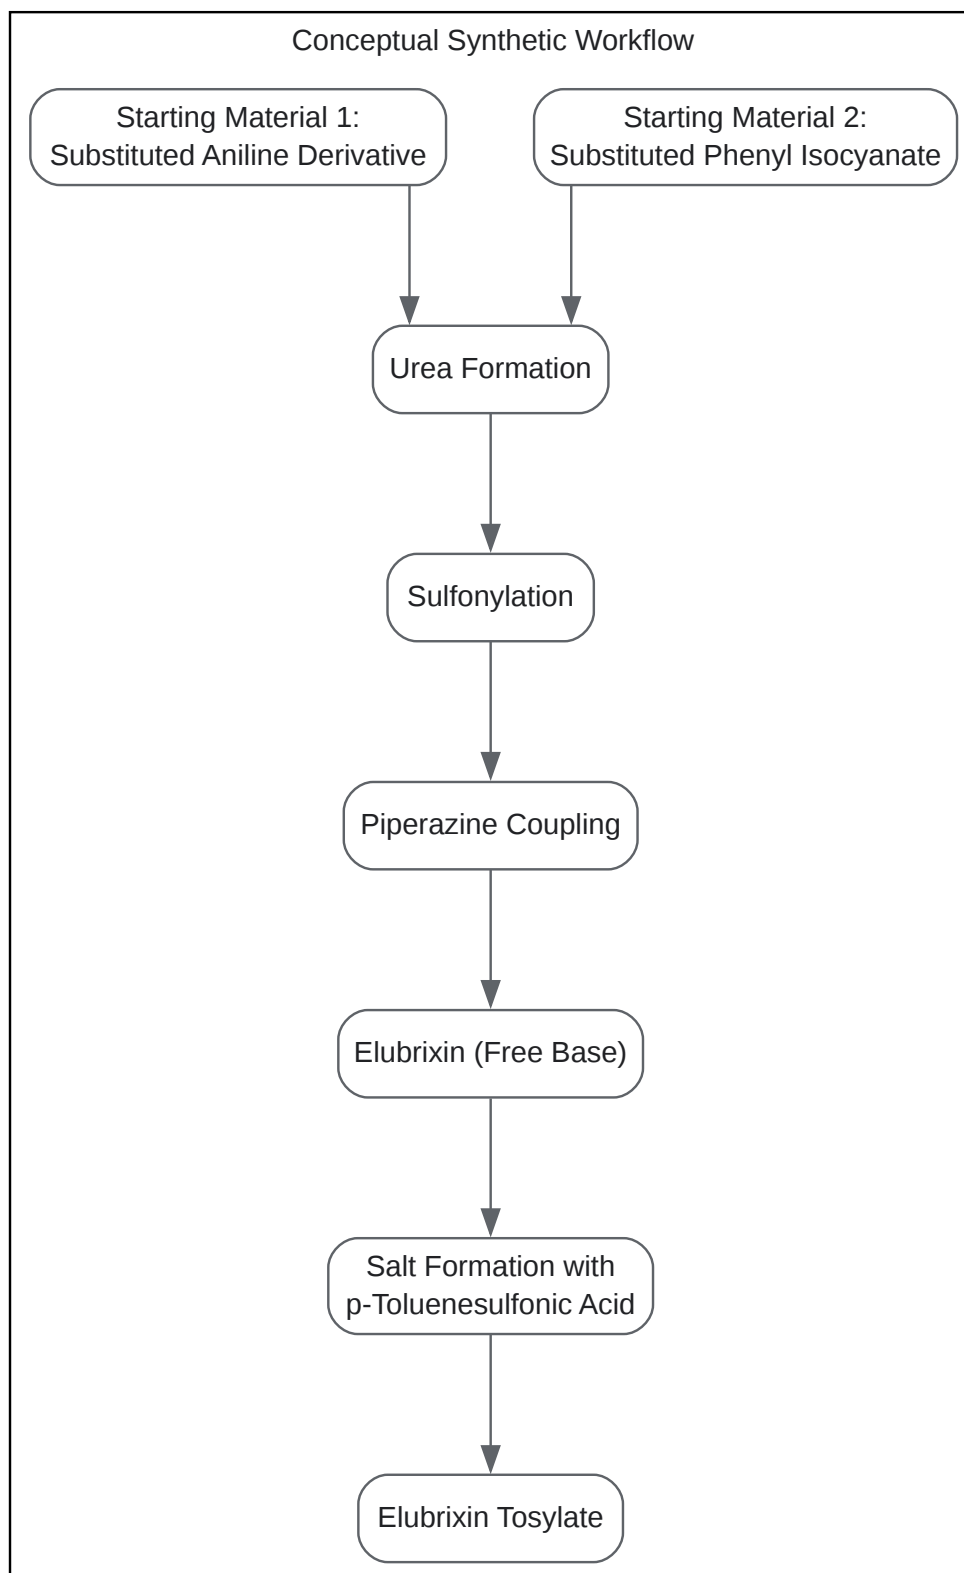 Conceptual Synthetic Workflow
Starting Material 1:
Substituted Aniline Derivative
Starting Material 2:
Substituted Phenyl Isocyanate
Urea Formation
Sulfonylation
Piperazine Coupling
Elubrixin (Free Base)
Salt Formation with
p-Toluenesulfonic Acid
Elubrixin Tosylate